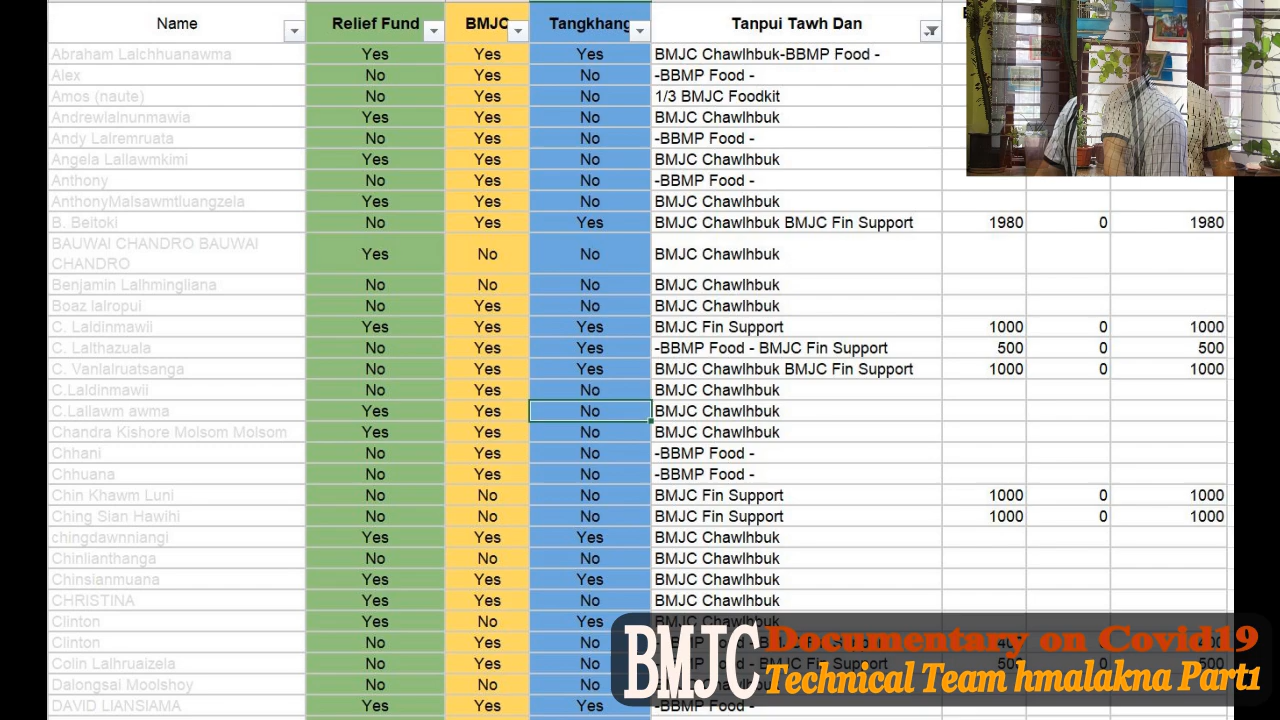 Name Relief Fund BMJC Tangkhang Tanpui Tawh Dan
Abraham Lalchhuanawma Yes Yes Yes BMJC Chawlhbuk-BBMP Food -
Alex No Yes No -BBMP Food -
Amos (naute) No Yes No 1/3 BMJC Foodkit
Andrewlalnunmawia Yes Yes No BMJC Chawlhbuk
Andy Lalremruata No Yes No -BBMP Food -
Angela Lallawmkimi Yes Yes No BMJC Chawlhbuk
Anthony No Yes No -BBMP Food -
AnthonyMalsawmtluangzela Yes Yes No BMJC Chawlhbuk
B. Beitoki No Yes Yes BMJC Chawlhbuk BMJC Fin Support 1980 0 1980
BAUWAI CHANDRO BAUWAI
CHANDRO Yes No No BMJC Chawlhbuk
Benjamin Lalhmingliana No No No BMJC Chawlhbuk
Boaz lalropui No Yes No BMJC Chawlhbuk
C. Laldinmawii Yes Yes Yes BMJC Fin Support 1000 0 1000
C. Lalthazuala No Yes Yes -BBMP Food - BMJC Fin Support 500 0 500
C. Vanlalruatsanga No Yes Yes BMJC Chawlhbuk BMJC Fin Support 1000 0 1000
C.Laldinmawii No Yes No BMJC Chawlhbuk
C.Lallawm awma Yes Yes No BMJC Chawlhbuk
Chandra Kishore Molsom Molsom Yes Yes No BMJC Chawlhbuk
Chhani No Yes No -BBMP Food -
Chhuana No Yes No -BBMP Food -
Chin Khawm Luni No No No BMJC Fin Support 1000 0 1000
Ching Sian Hawihi No No No BMJC Fin Support 1000 0 1000
chingdawnniangi Yes Yes Yes BMJC Chawlhbuk
Chinlianthanga No No No BMJC Chawlhbuk
Chinsianmuana Yes Yes Yes BMJC Chawlhbuk
CHRISTINA Yes Yes No BMJC Chawlhbuk
Clinton Yes No Yes
Clinton No Yes No
Colin Lalhruaizela No Yes No Food - BMJC Fin Support
Dalongsai Moolshoy No No No
DAVID LIANSIAMA Yes Yes Yes -BBMP Food -
BMJC Documentary on Covid19
Technical Team hmalakna Part1